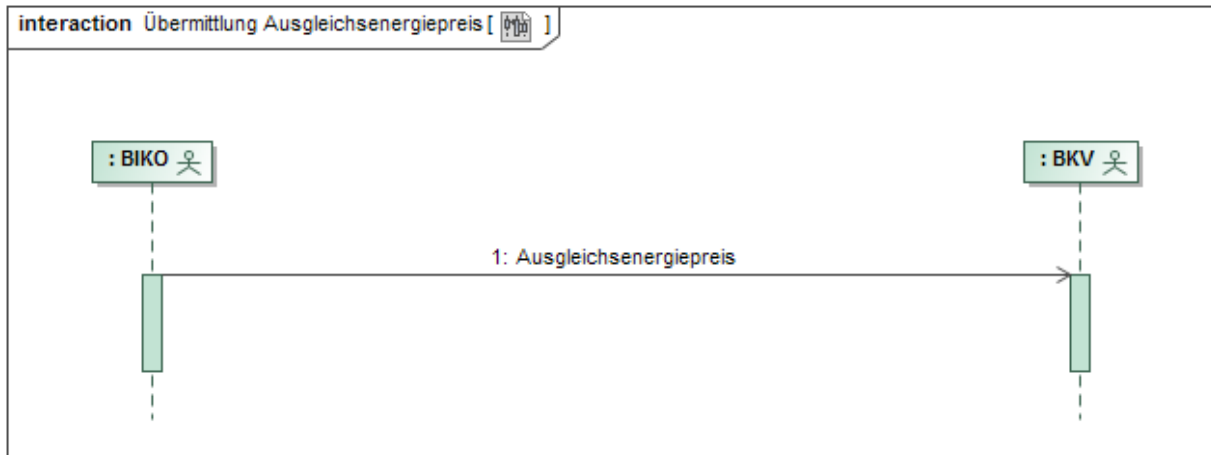 interaction Übermittlung Ausgleichsenergiepreis [ ]
: BIKO
: BKV
1: Ausgleichsenergiepreis